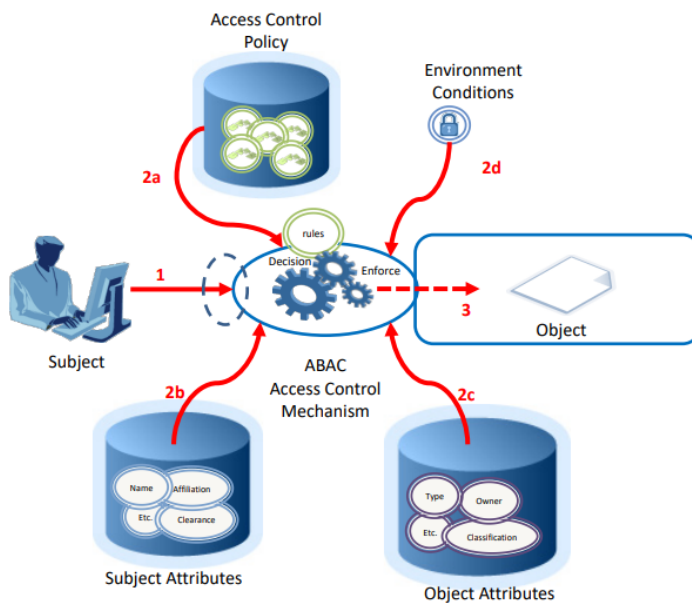 Access Control
Policy
Environment
Conditions
2a
2d
rules
Decision
Enforce
1
3
Subject
Object
ABAC
Access Control
Mechanism
2b
2c
Name
Affiliation
Etc.
Clearance
Type
Owner
Etc.
Classification
Subject Attributes
Object Attributes